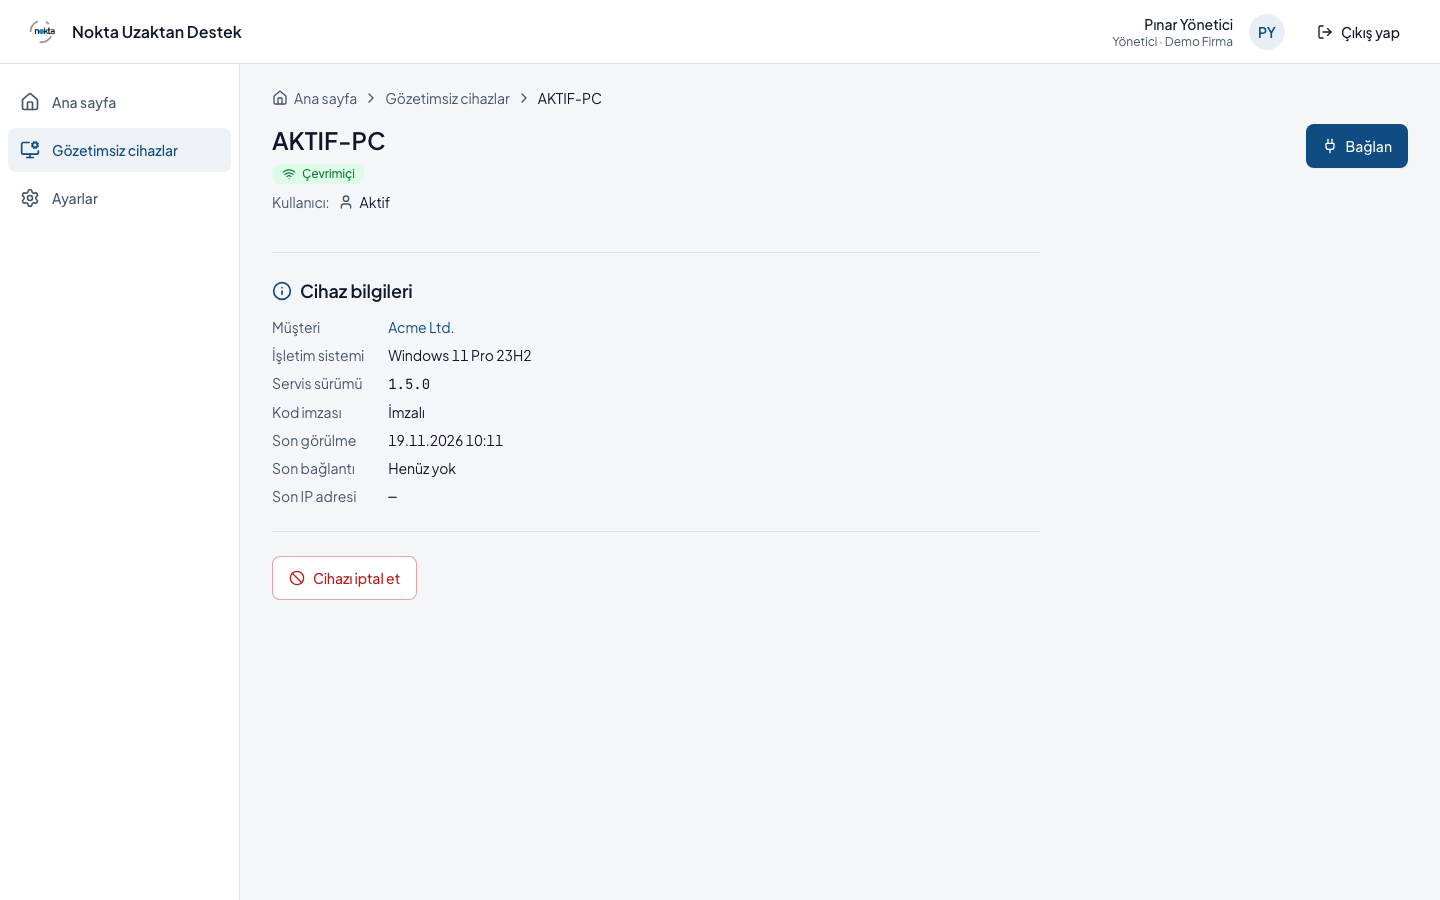 nokta
Nokta Uzaktan Destek
Pınar Yönetici
Yönetici · Demo Firma
PY
Çıkış yap
Ana sayfa
Gözetimsiz cihazlar
Ayarlar
Ana sayfa > Gözetimsiz cihazlar > AKTIF-PC
AKTIF-PC
Bağlan
Çevrimiçi
Kullanıcı: Aktif
Cihaz bilgileri
Müşteri Acme Ltd.
İşletim sistemi Windows 11 Pro 23H2
Servis sürümü 1.5.0
Kod imzası İmzalı
Son görülme 19.11.2026 10:11
Son bağlantı Henüz yok
Son IP adresi —
Cihazı iptal et